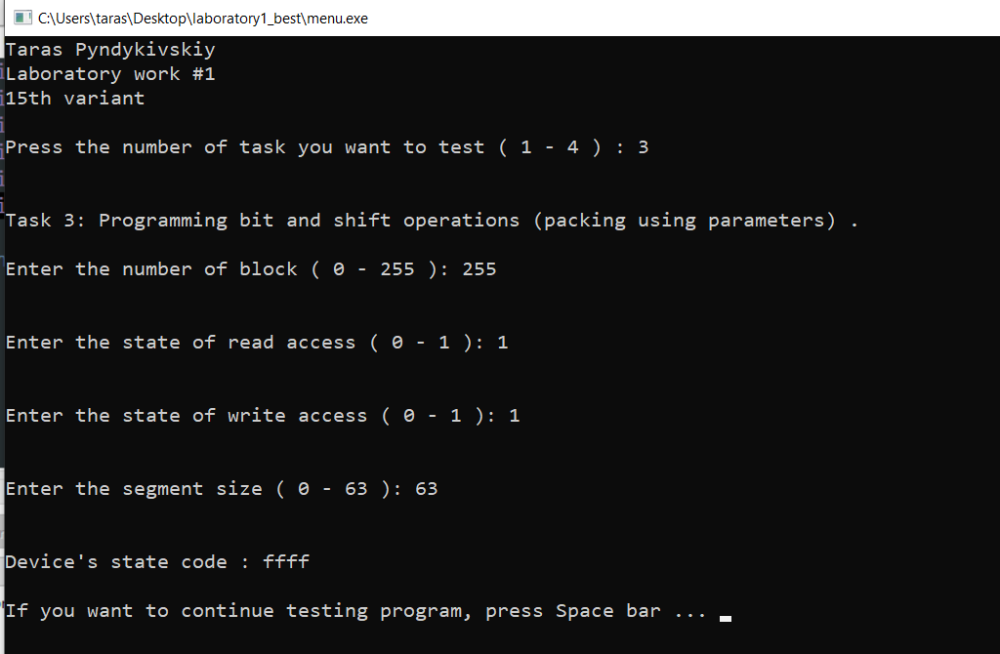 C:\Users\taras\Desktop\laboratory1_best\menu.exe
Taras Pyndykivskiy
Laboratory work #1
15th variant
Press the number of task you want to test ( 1 - 4 ) : 3
Task 3: Programming bit and shift operations (packing using parameters) .
Enter the number of block ( 0 - 255 ): 255
Enter the state of read access ( 0 - 1 ): 1
Enter the state of write access ( 0 - 1 ): 1
Enter the segment size ( 0 - 63 ): 63
Device's state code : ffff
If you want to continue testing program, press Space bar ...